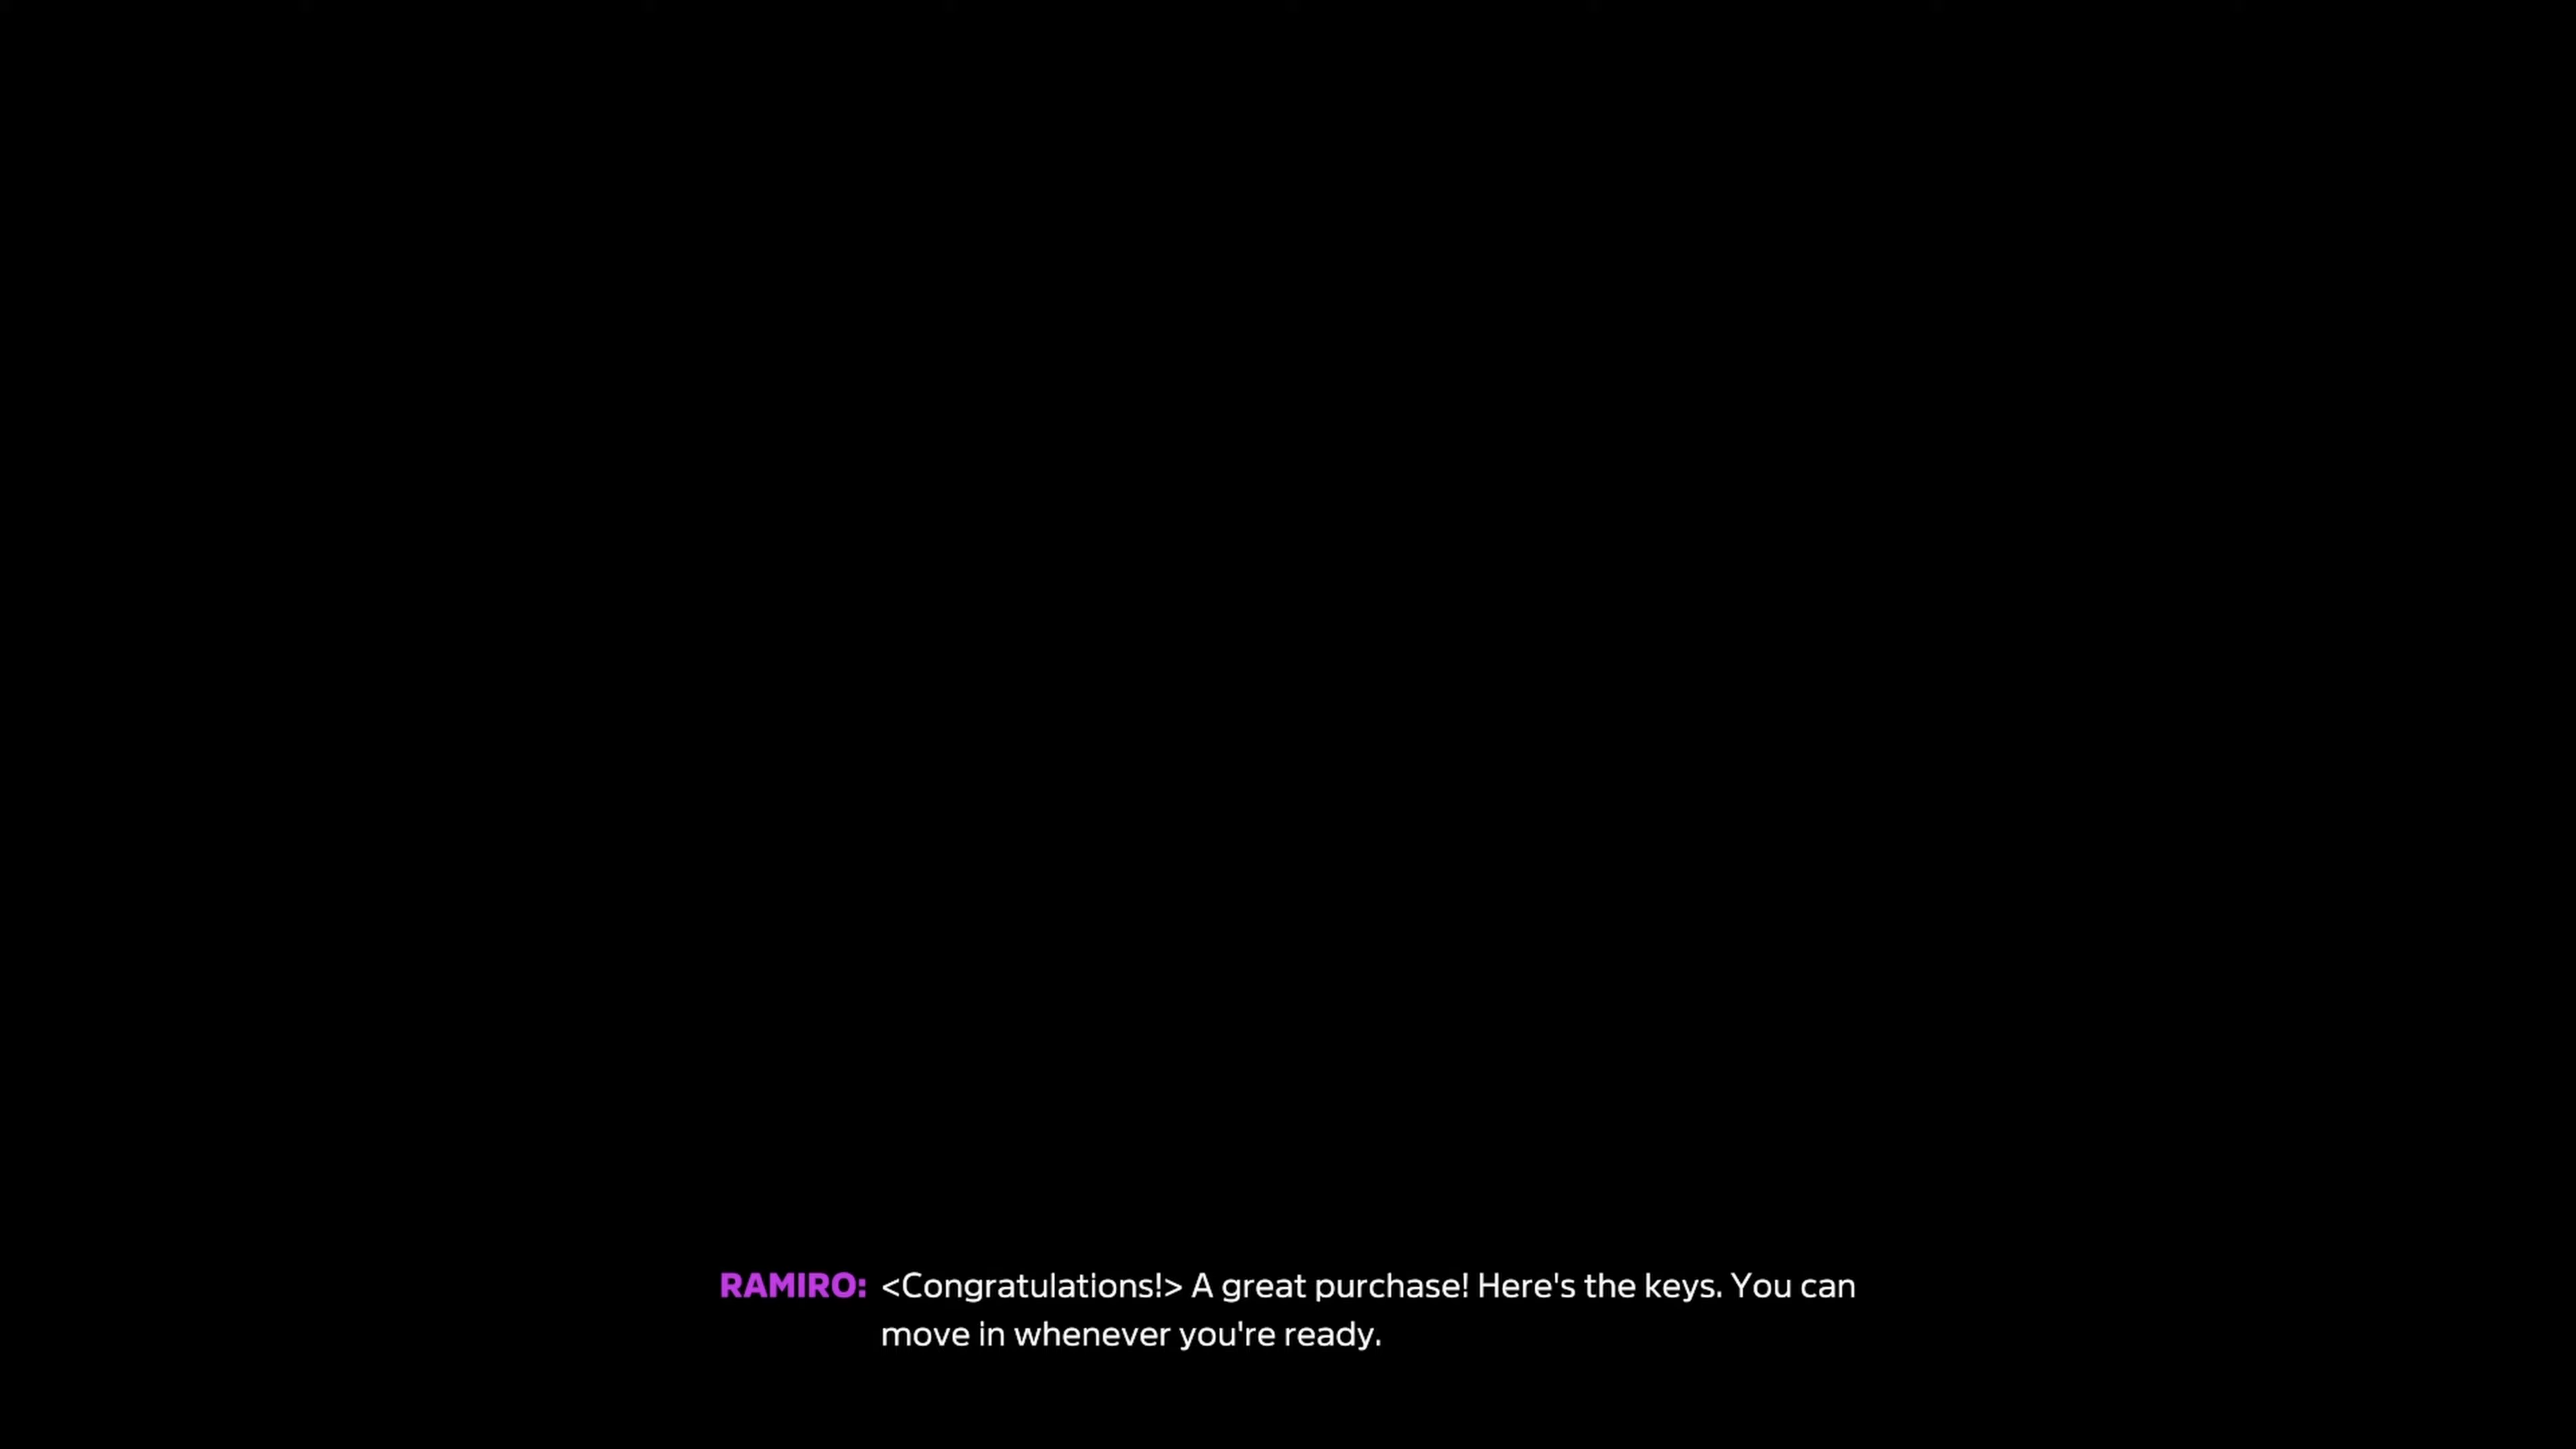 RAMIRO: <Congratulations!> A great purchase! Here's the keys. You can
move in whenever you're ready.